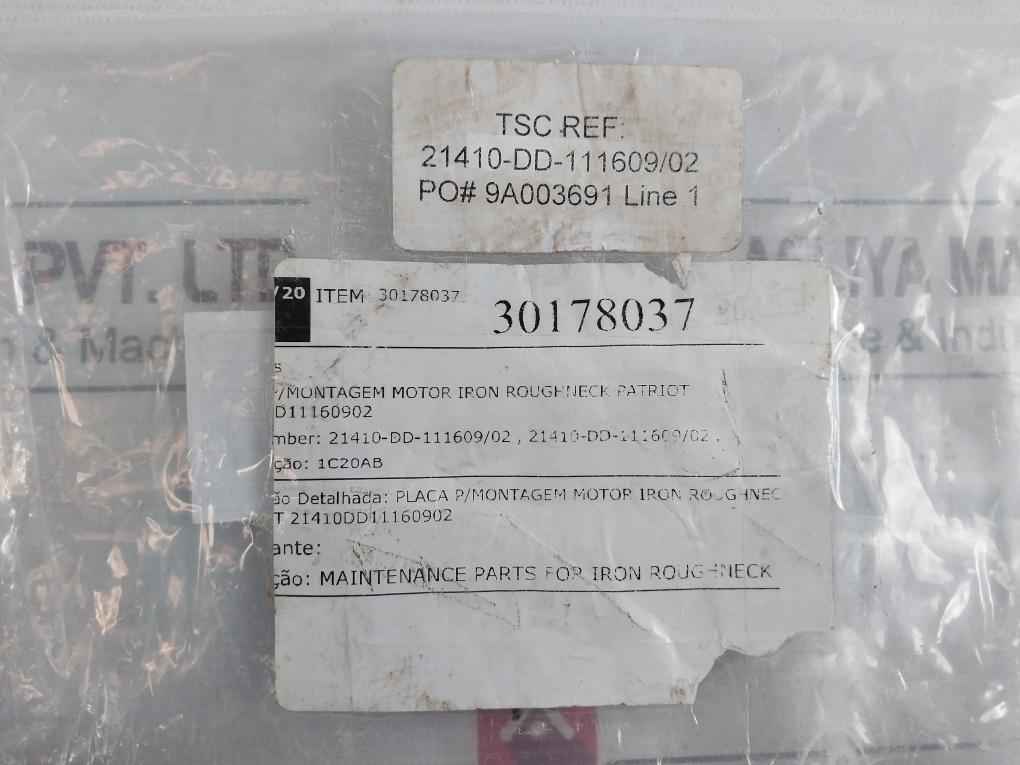 TSC REF:
21410-DD-111609/02
PO# 9A003691 Line 1
PVT. LTD
IYA MA
& Mac
e & Indu
/20 ITEM 30178037 30178037
s
P/MONTAGEM MOTOR IRON ROUGHNECK PATRIOT
DD11160902
mber: 21410-DD-111609/02 , 21410-DD-111609/02 .
ção: 1C20AB
ão Detalhada: PLACA P/MONTAGEM MOTOR IRON ROUGHNEC
T 21410DD11160902
ante:
ção: MAINTENANCE PARTS FOR IRON ROUGHNECK